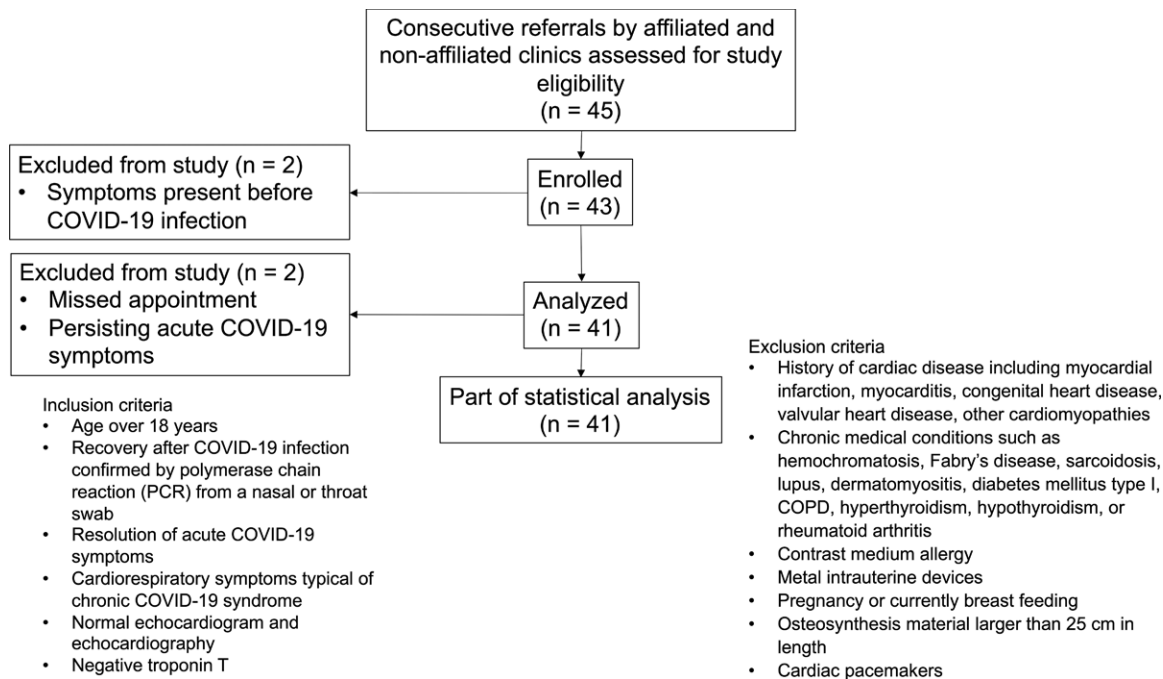 Consecutive referrals by affiliated and
non-affiliated clinics assessed for study
eligibility
(n = 45)
Excluded from study (n = 2)
• Symptoms present before
COVID-19 infection
Enrolled
(n = 43)
Excluded from study (n = 2)
• Missed appointment
• Persisting acute COVID-19
symptoms
Analyzed
(n = 41)
Part of statistical analysis
(n = 41)
Inclusion criteria
• Age over 18 years
• Recovery after COVID-19 infection
confirmed by polymerase chain
reaction (PCR) from a nasal or throat
swab
• Resolution of acute COVID-19
symptoms
• Cardiorespiratory symptoms typical of
chronic COVID-19 syndrome
• Normal echocardiogram and
echocardiography
• Negative troponin T
Exclusion criteria
• History of cardiac disease including myocardial
infarction, myocarditis, congenital heart disease,
valvular heart disease, other cardiomyopathies
• Chronic medical conditions such as
hemochromatosis, Fabry’s disease, sarcoidosis,
lupus, dermatomyositis, diabetes mellitus type I,
COPD, hyperthyroidism, hypothyroidism, or
rheumatoid arthritis
• Contrast medium allergy
• Metal intrauterine devices
• Pregnancy or currently breast feeding
• Osteosynthesis material larger than 25 cm in
length
• Cardiac pacemakers